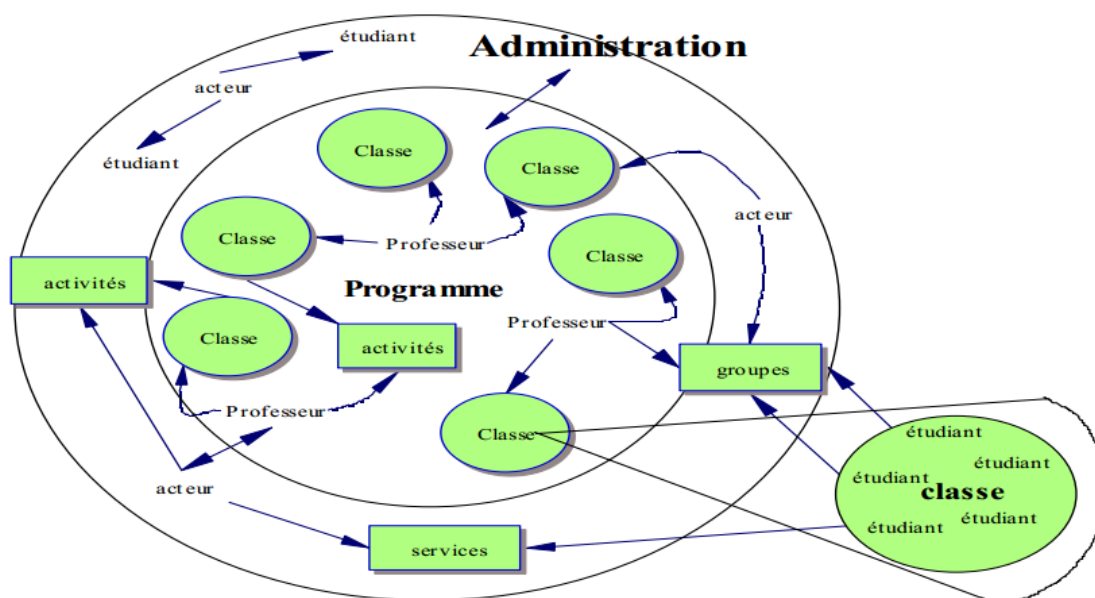 étudiant
Administration
acteur
étudiant
Classe
Classe
acteur
Classe
Professeur
Classe
activités
Programme
Classe
Professeur
activités
groupes
Professeur
Classe
étudiant
étudiant
étudiant
classe
acteur
étudiant
étudiant
services